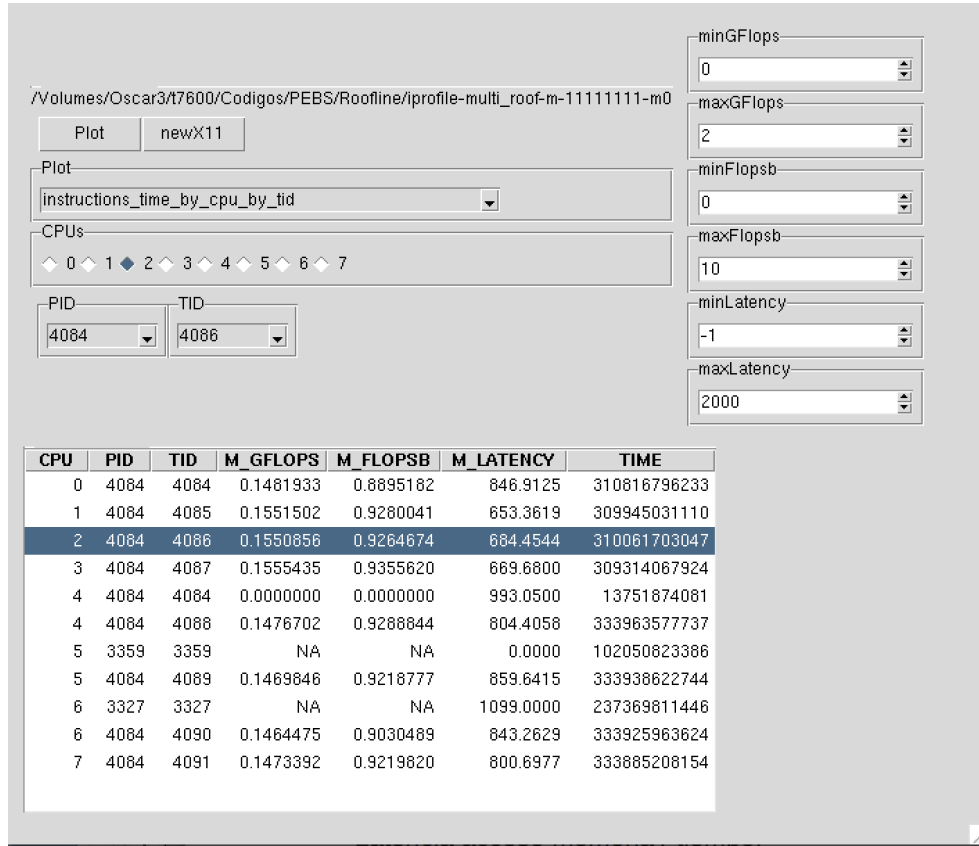 minGFlops
0
/Volumes/Oscar3/t7600/Codigos/PEBS/Roofline/iprofile-multi_roof-m-11111111-m0
maxGFlops
Plot newX11
2
Plot
minFlopsb
instructions_time_by_cpu_by_tid
0
CPUs
maxFlopsb
0 1 2 3 4 5 6 7
10
PID TID
minLatency
4084 4086
-1
maxLatency
2000
CPU PID TID M_GFLOPS M_FLOPSB M_LATENCY TIME
0 4084 4084 0.1481933 0.8895182 846.9125 310816796233
1 4084 4085 0.1551502 0.9280041 653.3619 309945031110
2 4084 4086 0.1550856 0.9264674 684.4544 310061703047
3 4084 4087 0.1555435 0.9355620 669.6800 309314067924
4 4084 4084 0.0000000 0.0000000 993.0500 13751874081
4 4084 4088 0.1476702 0.9288844 804.4058 333963577737
5 3359 3359 NA NA 0.0000 102050823386
5 4084 4089 0.1469846 0.9218777 859.6415 333938622744
6 3327 3327 NA NA 1099.0000 237369811446
6 4084 4090 0.1464475 0.9030489 843.2629 333925963624
7 4084 4091 0.1473392 0.9219820 800.6977 333885208154